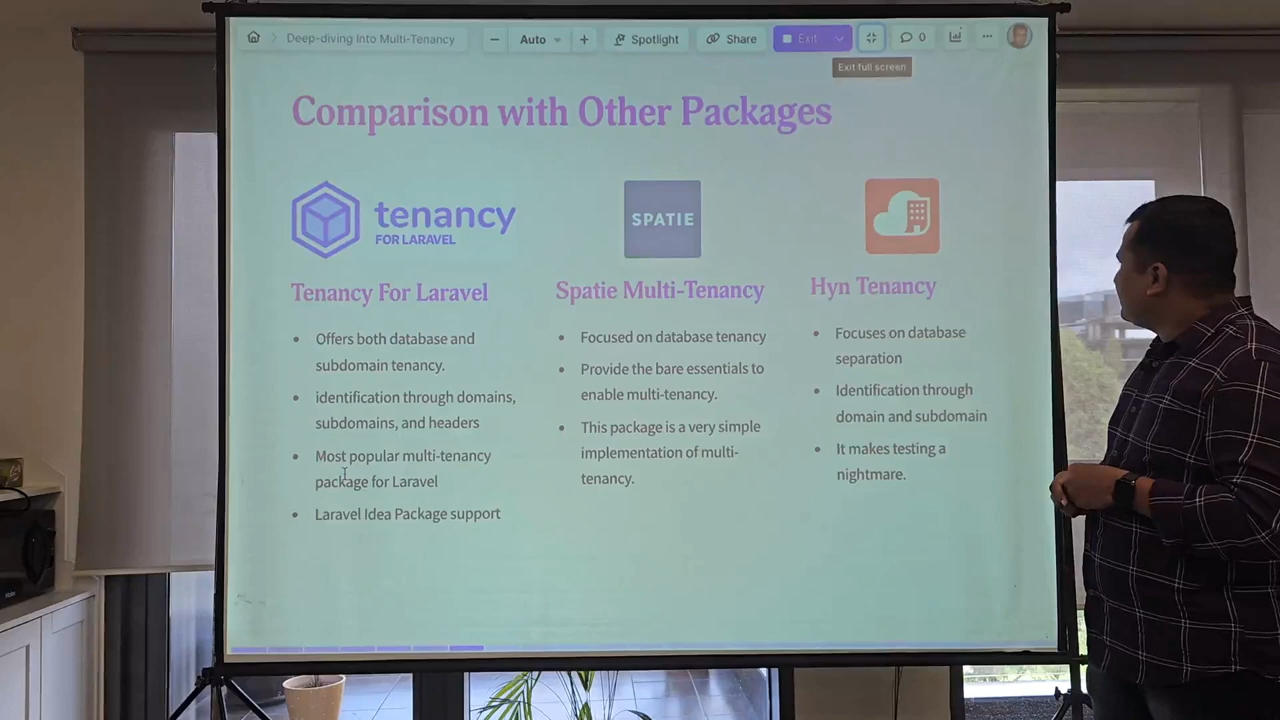 Deep-diving Into Multi-Tenancy
Auto
Spotlight
Share
Exit
0
Exit full screen
Comparison with Other Packages
tenancy
FOR LARAVEL
Tenancy For Laravel
• Offers both database and
subdomain tenancy.
• identification through domains,
subdomains, and headers
• Most popular multi-tenancy
package for Laravel
• Laravel Idea Package support
SPATIE
Spatie Multi-Tenancy
• Focused on database tenancy
• Provide the bare essentials to
enable multi-tenancy.
• This package is a very simple
implementation of multi-
tenancy.
Hyn Tenancy
• Focuses on database
separation
• Identification through
domain and subdomain
• It makes testing a
nightmare.